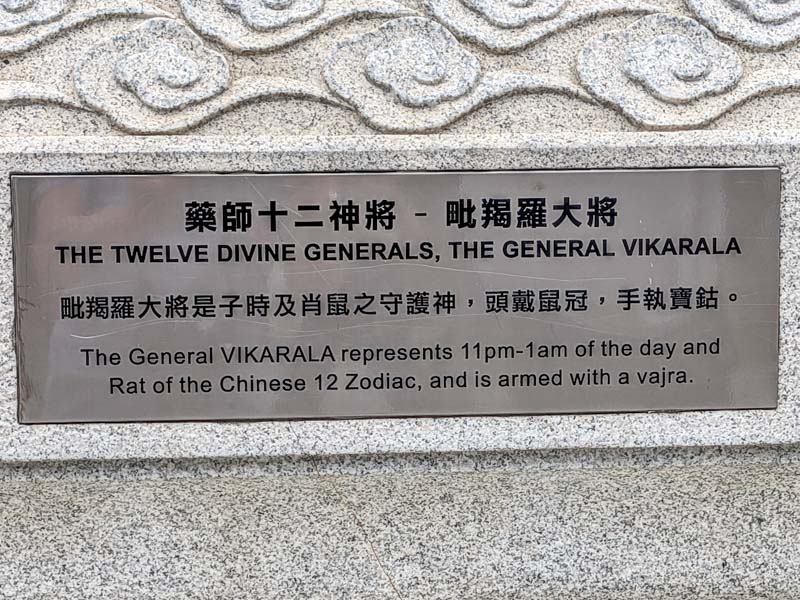 藥師十二神將 - 毗羯羅大將
THE TWELVE DIVINE GENERALS, THE GENERAL VIKARALA
毗羯羅大將是子時及肖鼠之守護神，頭戴鼠冠，手執寶鈷。
The General VIKARALA represents 11pm-1am of the day and
Rat of the Chinese 12 Zodiac, and is armed with a vajra.